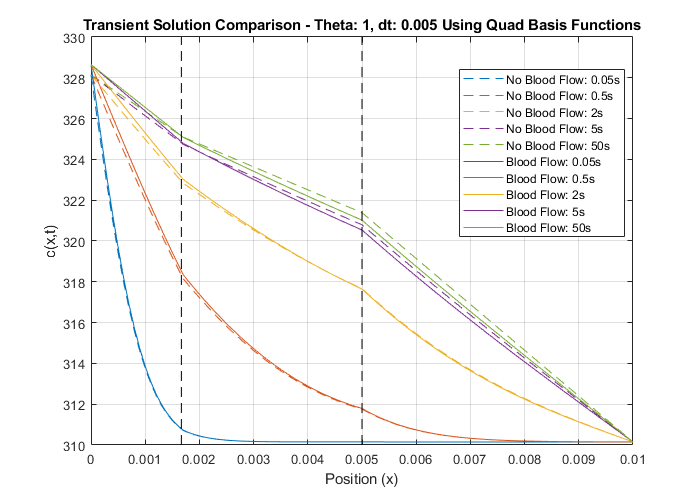 Transient Solution Comparison - Theta: 1, dt: 0.005 Using Quad Basis Functions
330
328
326
324
322
320
318
316
314
312
310
c(x,t)
No Blood Flow: 0.05s
No Blood Flow: 0.5s
No Blood Flow: 2s
No Blood Flow: 5s
No Blood Flow: 50s
Blood Flow: 0.05s
Blood Flow: 0.5s
Blood Flow: 2s
Blood Flow: 5s
Blood Flow: 50s
0 0.001 0.002 0.003 0.004 0.005 0.006 0.007 0.008 0.009 0.01
Position (x)